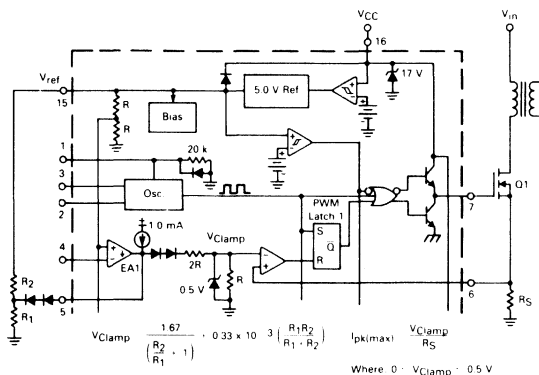 VCC
Vin
16
17 V
Vref
15
R
R
Bias
5.0 V Ref
1
3
2
20 k
Osc.
PWM
Latch 1
S
Q
R
7
Q1
4
1 0 mA
EA1
VClamp
2R
R
0 5 V
6
RS
R2
R1
5
VClamp 1.67 / (R2/R1 · 1) · 0 33 x 10 3 (R1R2 / R1 · R2) Ipk(max) VClamp / RS
Where 0 · VClamp · 0.5 V